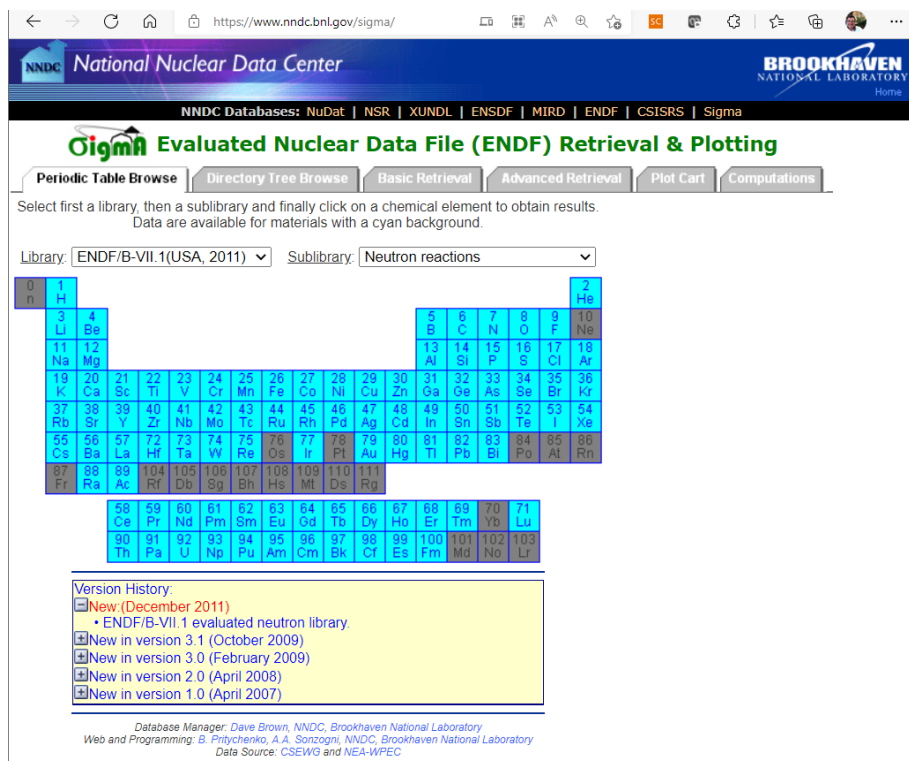 https://www.nndc.bnl.gov/sigma/
SC
NNDC National Nuclear Data Center
BROOKHAVEN
NATIONAL LABORATORY
Home
NNDC Databases: NuDat | NSR | XUNDL | ENSDF | MIRD | ENDF | CSISRS | Sigma
σigmA Evaluated Nuclear Data File (ENDF) Retrieval & Plotting
Periodic Table Browse Directory Tree Browse Basic Retrieval Advanced Retrieval Plot Cart Computations
Select first a library, then a sublibrary and finally click on a chemical element to obtain results.
Data are available for materials with a cyan background.
Library: ENDF/B-VII.1(USA, 2011) Sublibrary: Neutron reactions
0 1 2
n H He
3 4 5 6 7 8 9 10
Li Be B C N O F Ne
11 12 13 14 15 16 17 18
Na Mg Al Si P S Cl Ar
19 20 21 22 23 24 25 26 27 28 29 30 31 32 33 34 35 36
K Ca Sc Ti V Cr Mn Fe Co Ni Cu Zn Ga Ge As Se Br Kr
37 38 39 40 41 42 43 44 45 46 47 48 49 50 51 52 53 54
Rb Sr Y Zr Nb Mo Tc Ru Rh Pd Ag Cd In Sn Sb Te I Xe
55 56 57 72 73 74 75 76 77 78 79 80 81 82 83 84 85 86
Cs Ba La Hf Ta W Re Os Ir Pt Au Hg Tl Pb Bi Po At Rn
87 88 89 104 105 106 107 108 109 110 111
Fr Ra Ac Rf Db Sg Bh Hs Mt Ds Rg
58 59 60 61 62 63 64 65 66 67 68 69 70 71
Ce Pr Nd Pm Sm Eu Gd Tb Dy Ho Er Tm Yb Lu
90 91 92 93 94 95 96 97 98 99 100 101 102 103
Th Pa U Np Pu Am Cm Bk Cf Es Fm Md No Lr
Version History:
New:(December 2011)
• ENDF/B-VII.1 evaluated neutron library.
New in version 3.1 (October 2009)
New in version 3.0 (February 2009)
New in version 2.0 (April 2008)
New in version 1.0 (April 2007)
Database Manager: Dave Brown, NNDC, Brookhaven National Laboratory
Web and Programming: B. Pritychenko, A.A. Sonzogni, NNDC, Brookhaven National Laboratory
Data Source: CSEWG and NEA-WPEC